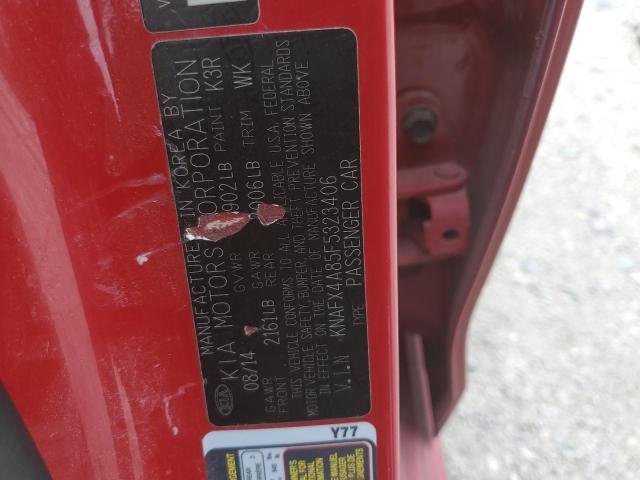 KIA
MANUFACTURED IN KOREA BY
KIA MOTORS CORPORATION
08/14 GVWR 902LB PAINT K3R
GAWR FRONT 2161LB GAWR REAR 006LB TRIM WK
THIS VEHICLE CONFORMS TO ALL APPLICABLE U.S.A FEDERAL
MOTOR VEHICLE SAFETY BUMPER, AND THEFT PREVENTION STANDARDS
IN EFFECT ON THE DATE OF MANUFACTURE SHOWN ABOVE
V.I.N KNAFX4A85F5323406
TYPE PASSENGER CAR
Y77